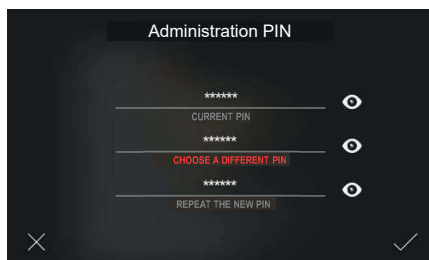 Administration PIN
******
CURRENT PIN
******
CHOOSE A DIFFERENT PIN
******
REPEAT THE NEW PIN